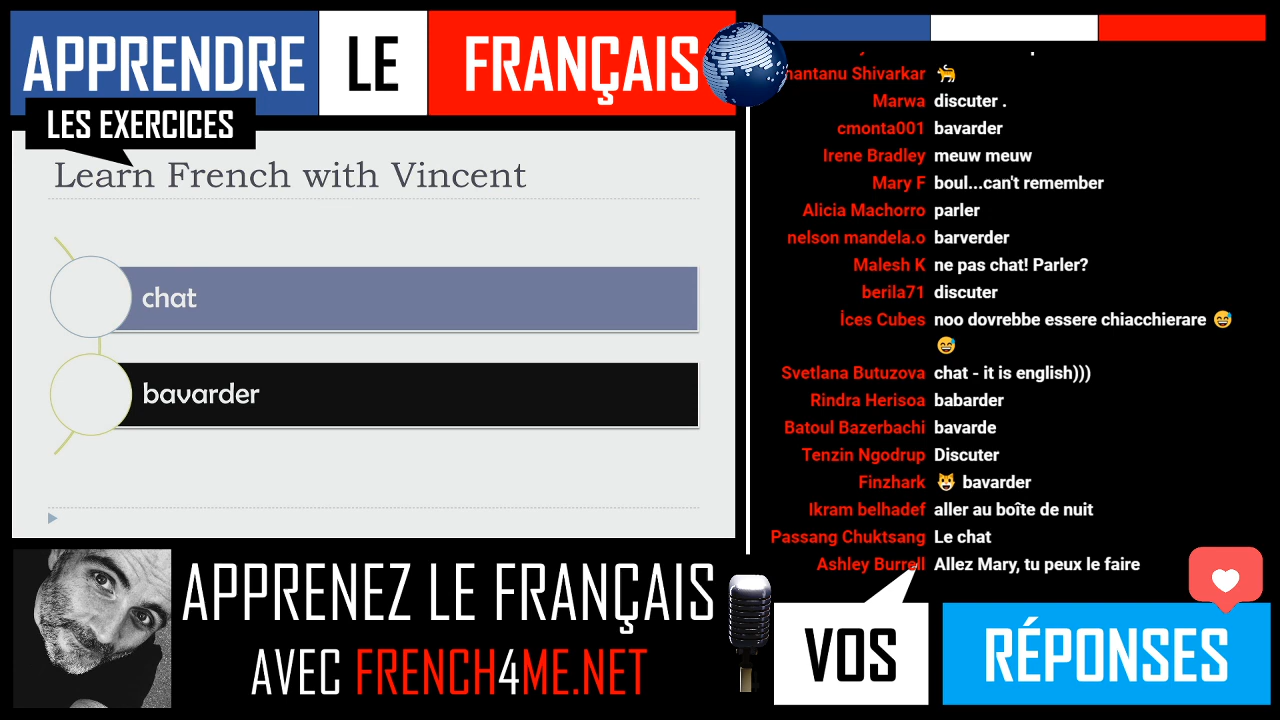 APPRENDRE LE FRANÇAIS
LES EXERCICES
Learn French with Vincent
chat
bavarder
APPRENEZ LE FRANÇAIS
AVEC FRENCH4ME.NET
Shivarkar 🐈
Marwa discuter .
cmonta001 bavarder
Irene Bradley meuw meuw
Mary F boul...can't remember
Alicia Machorro parler
nelson mandela.o barverder
Malesh K ne pas chat! Parler?
berila71 discuter
İces Cubes noo dovrebbe essere chiacchierare 😅
😅
Svetlana Butuzova chat - it is english)))
Rindra Herisoa babarder
Batoul Bazerbachi bavarde
Tenzin Ngodrup Discuter
Finzhark 😺 bavarder
Ikram belhadef aller au boîte de nuit
Passang Chuktsang Le chat
Ashley Burrell Allez Mary, tu peux le faire
VOS RÉPONSES